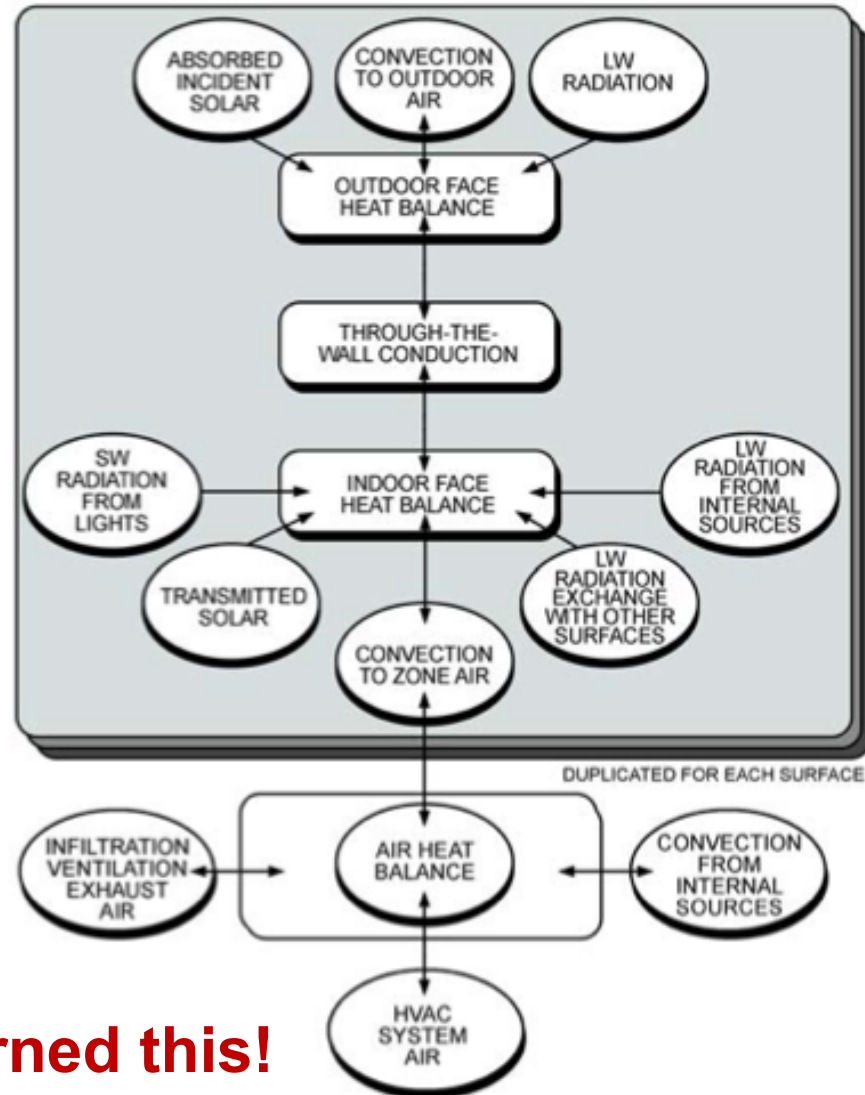 ABSORBED
INCIDENT
SOLAR
CONVECTION
TO OUTDOOR
AIR
LW
RADIATION
OUTDOOR FACE
HEAT BALANCE
THROUGH-THE-
WALL CONDUCTION
SW
RADIATION
FROM
LIGHTS
INDOOR FACE
HEAT BALANCE
LW
RADIATION
FROM
INTERNAL
SOURCES
TRANSMITTED
SOLAR
LW
RADIATION
EXCHANGE
WITH OTHER
SURFACES
CONVECTION
TO ZONE AIR
DUPLICATED FOR EACH SURFACE
INFILTRATION
VENTILATION
EXHAUST
AIR
AIR HEAT
BALANCE
CONVECTION
FROM
INTERNAL
SOURCES
HVAC
SYSTEM
AIR
rned this!